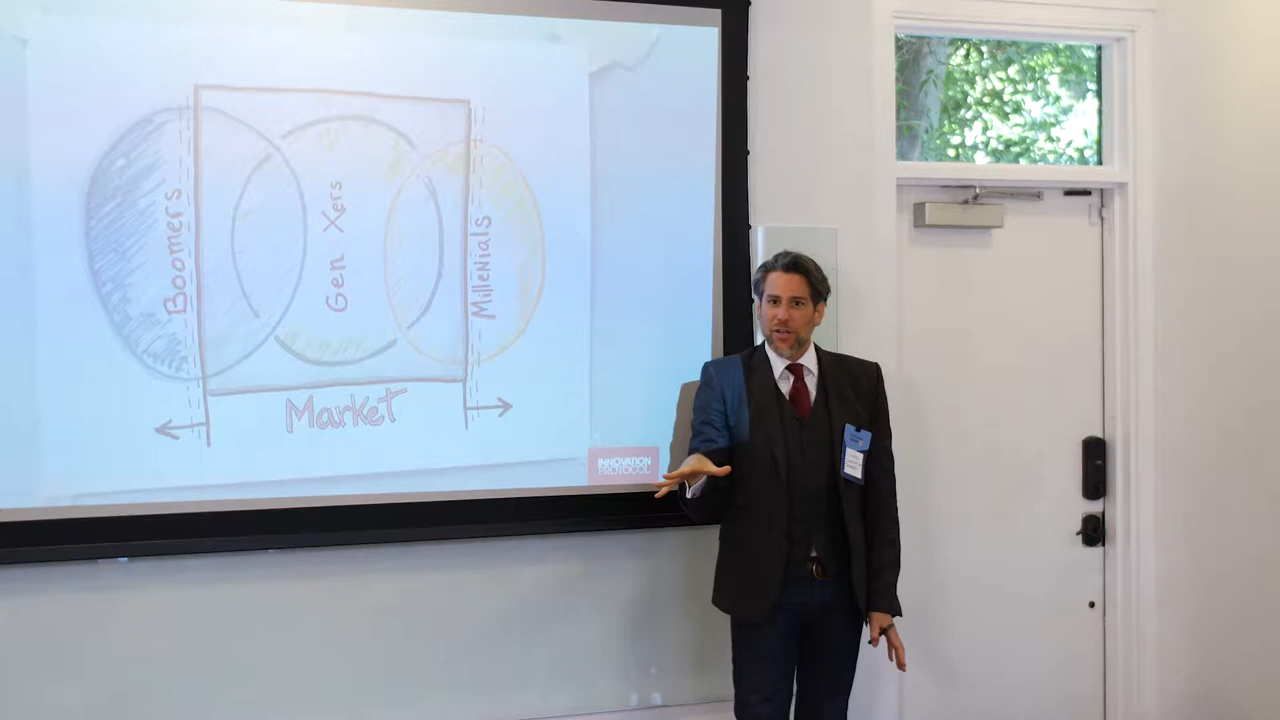 Boomers
Gen Xers
Millenials
Market
INNOVATION
PROTOCOL